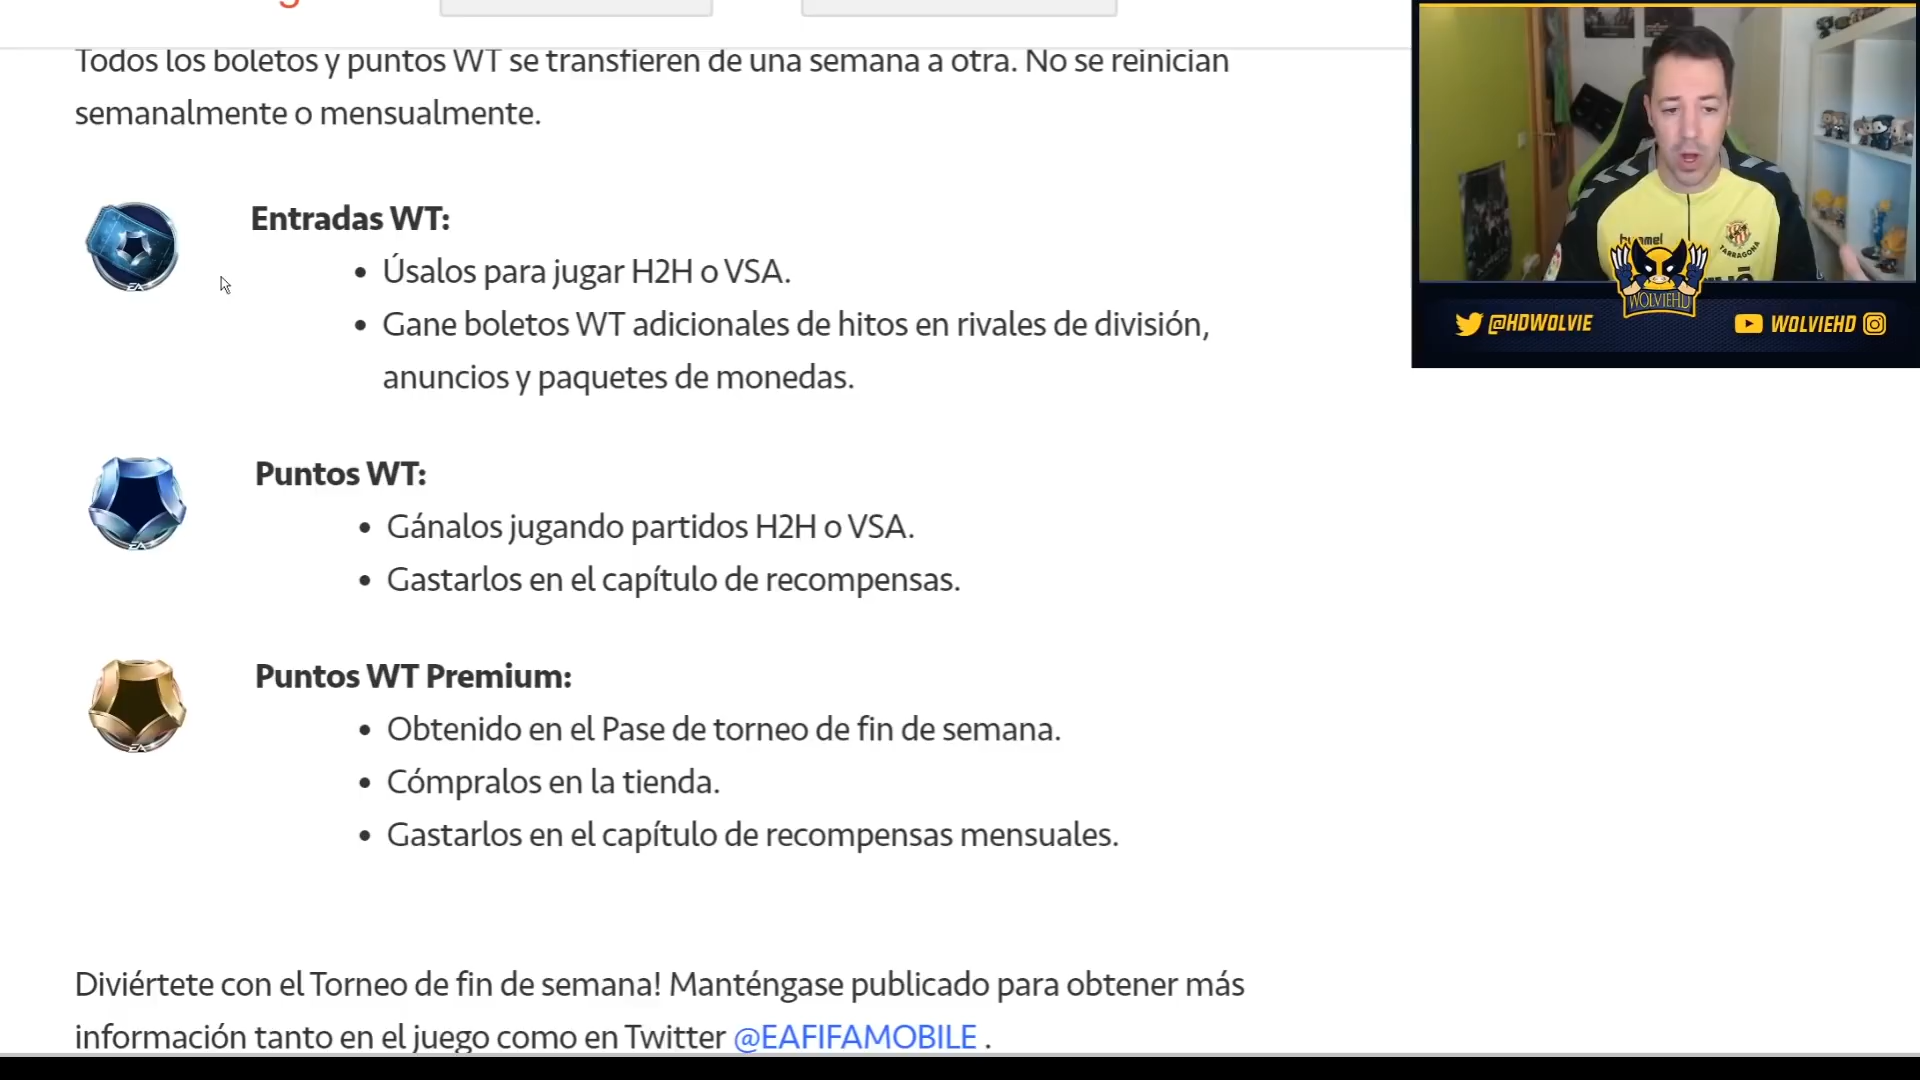 Todos los boletos y puntos WT se transfieren de una semana a otra. No se reinician
semanalmente o mensualmente.
Entradas WT:
• Úsalos para jugar H2H o VSA.
• Gane boletos WT adicionales de hitos en rivales de división,
anuncios y paquetes de monedas.
Puntos WT:
• Gánalos jugando partidos H2H o VSA.
• Gastarlos en el capítulo de recompensas.
Puntos WT Premium:
• Obtenido en el Pase de torneo de fin de semana.
• Cómpralos en la tienda.
• Gastarlos en el capítulo de recompensas mensuales.
Diviértete con el Torneo de fin de semana! Manténgase publicado para obtener más
información tanto en el juego como en Twitter @EAFIFAMOBILE .
EA
EA
EA
hummel
TARRAGONA
WOLVIEHD
@HDWOLVIE
WOLVIEHD